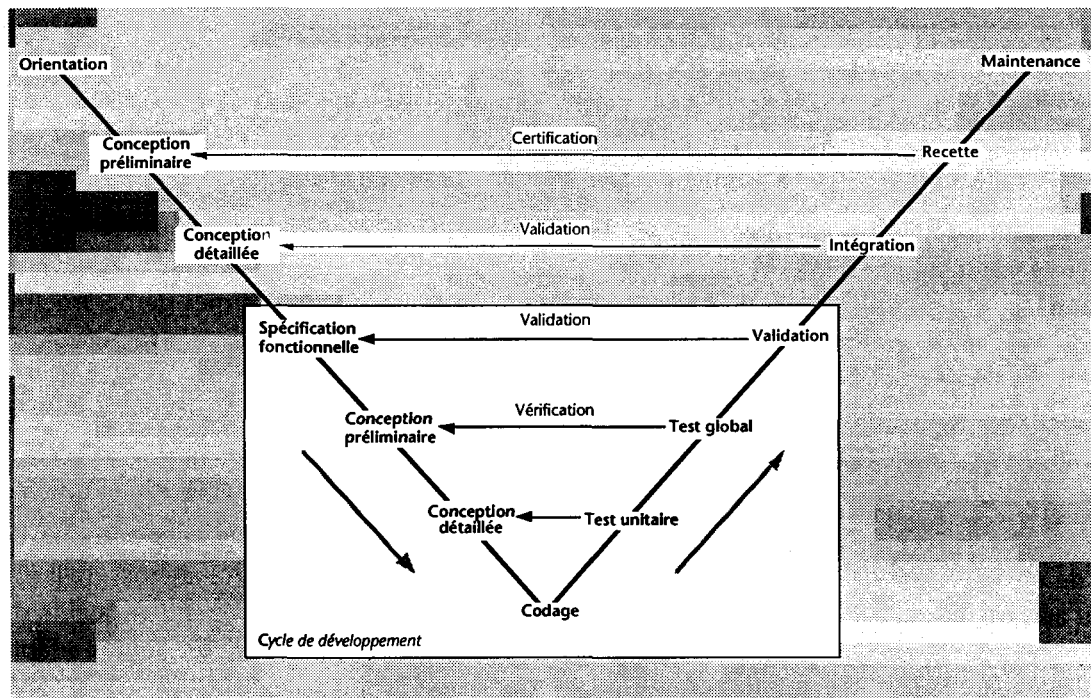 Orientation
Maintenance
Certification
Conception
préliminaire
Recette
Validation
Conception
détaillée
Intégration
Validation
Spécification
fonctionnelle
Validation
Vérification
Conception
préliminaire
Test global
Conception
détaillée
Test unitaire
Codage
Cycle de développement